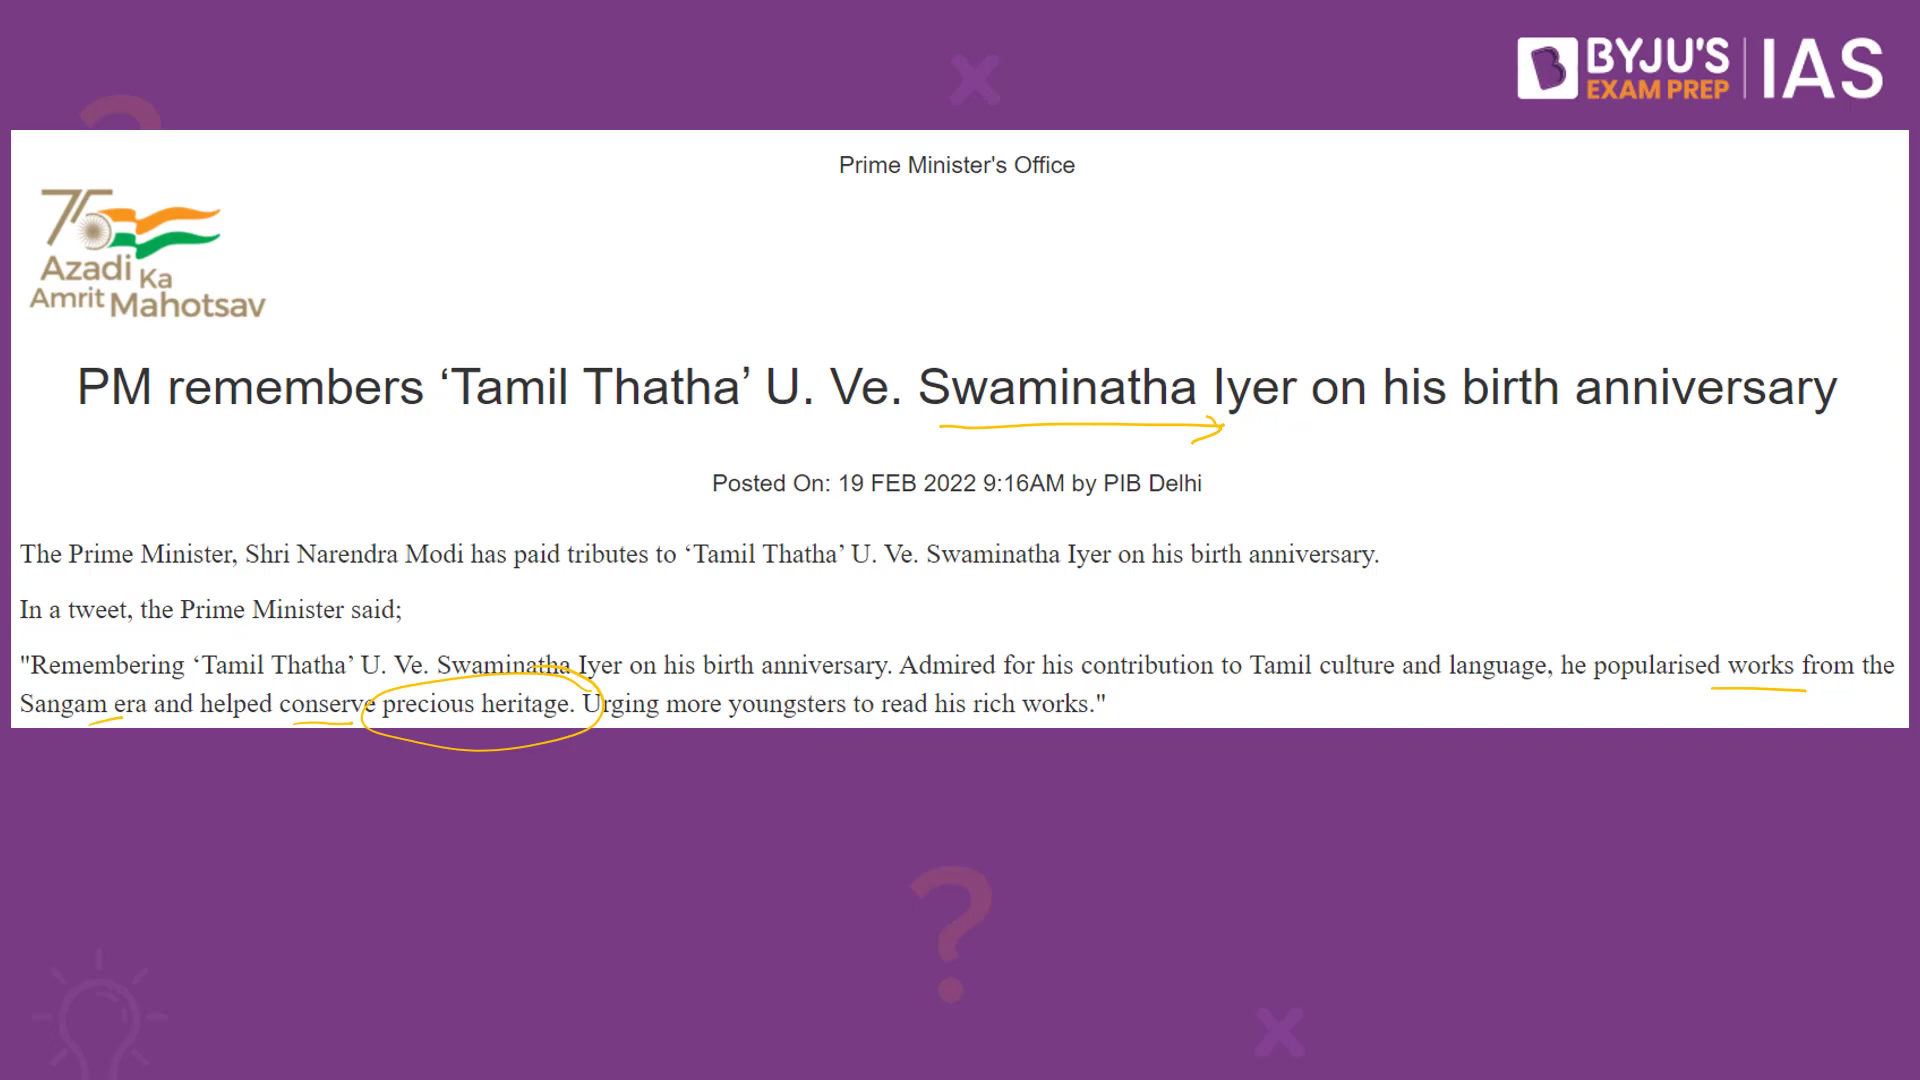 BYJU'S
EXAM PREP
IAS
Prime Minister's Office
75
Azadi Ka
Amrit Mahotsav
PM remembers ‘Tamil Thatha’ U. Ve. Swaminatha Iyer on his birth anniversary
Posted On: 19 FEB 2022 9:16AM by PIB Delhi
The Prime Minister, Shri Narendra Modi has paid tributes to ‘Tamil Thatha’ U. Ve. Swaminatha Iyer on his birth anniversary.
In a tweet, the Prime Minister said;
"Remembering ‘Tamil Thatha’ U. Ve. Swaminatha Iyer on his birth anniversary. Admired for his contribution to Tamil culture and language, he popularised works from the
Sangam era and helped conserve precious heritage. Urging more youngsters to read his rich works."